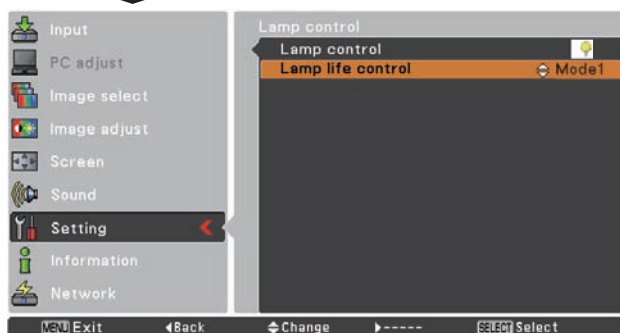 Input
PC adjust
Image select
Image adjust
Screen
Sound
Setting
Information
Network
Lamp control
Lamp control
Lamp life control Mode1
MENU Exit Back Change ----- SELECT Select